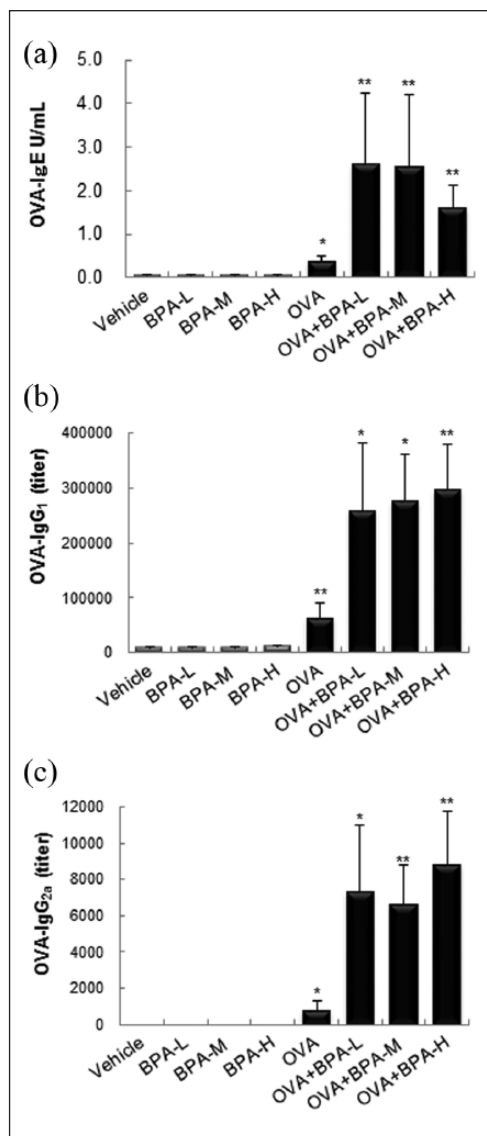 (a)
OVA-IgE U/mL
5.0
4.0
3.0
2.0
1.0
0.0
*
**
**
**
Vehicle
BPA-L
BPA-M
BPA-H
OVA
OVA+BPA-L
OVA+BPA-M
OVA+BPA-H
(b)
OVA-IgG₁ (titer)
400000
300000
200000
100000
0
**
*
*
**
Vehicle
BPA-L
BPA-M
BPA-H
OVA
OVA+BPA-L
OVA+BPA-M
OVA+BPA-H
(c)
OVA-IgG₂ₐ (titer)
12000
10000
8000
6000
4000
2000
0
*
*
**
**
Vehicle
BPA-L
BPA-M
BPA-H
OVA
OVA+BPA-L
OVA+BPA-M
OVA+BPA-H